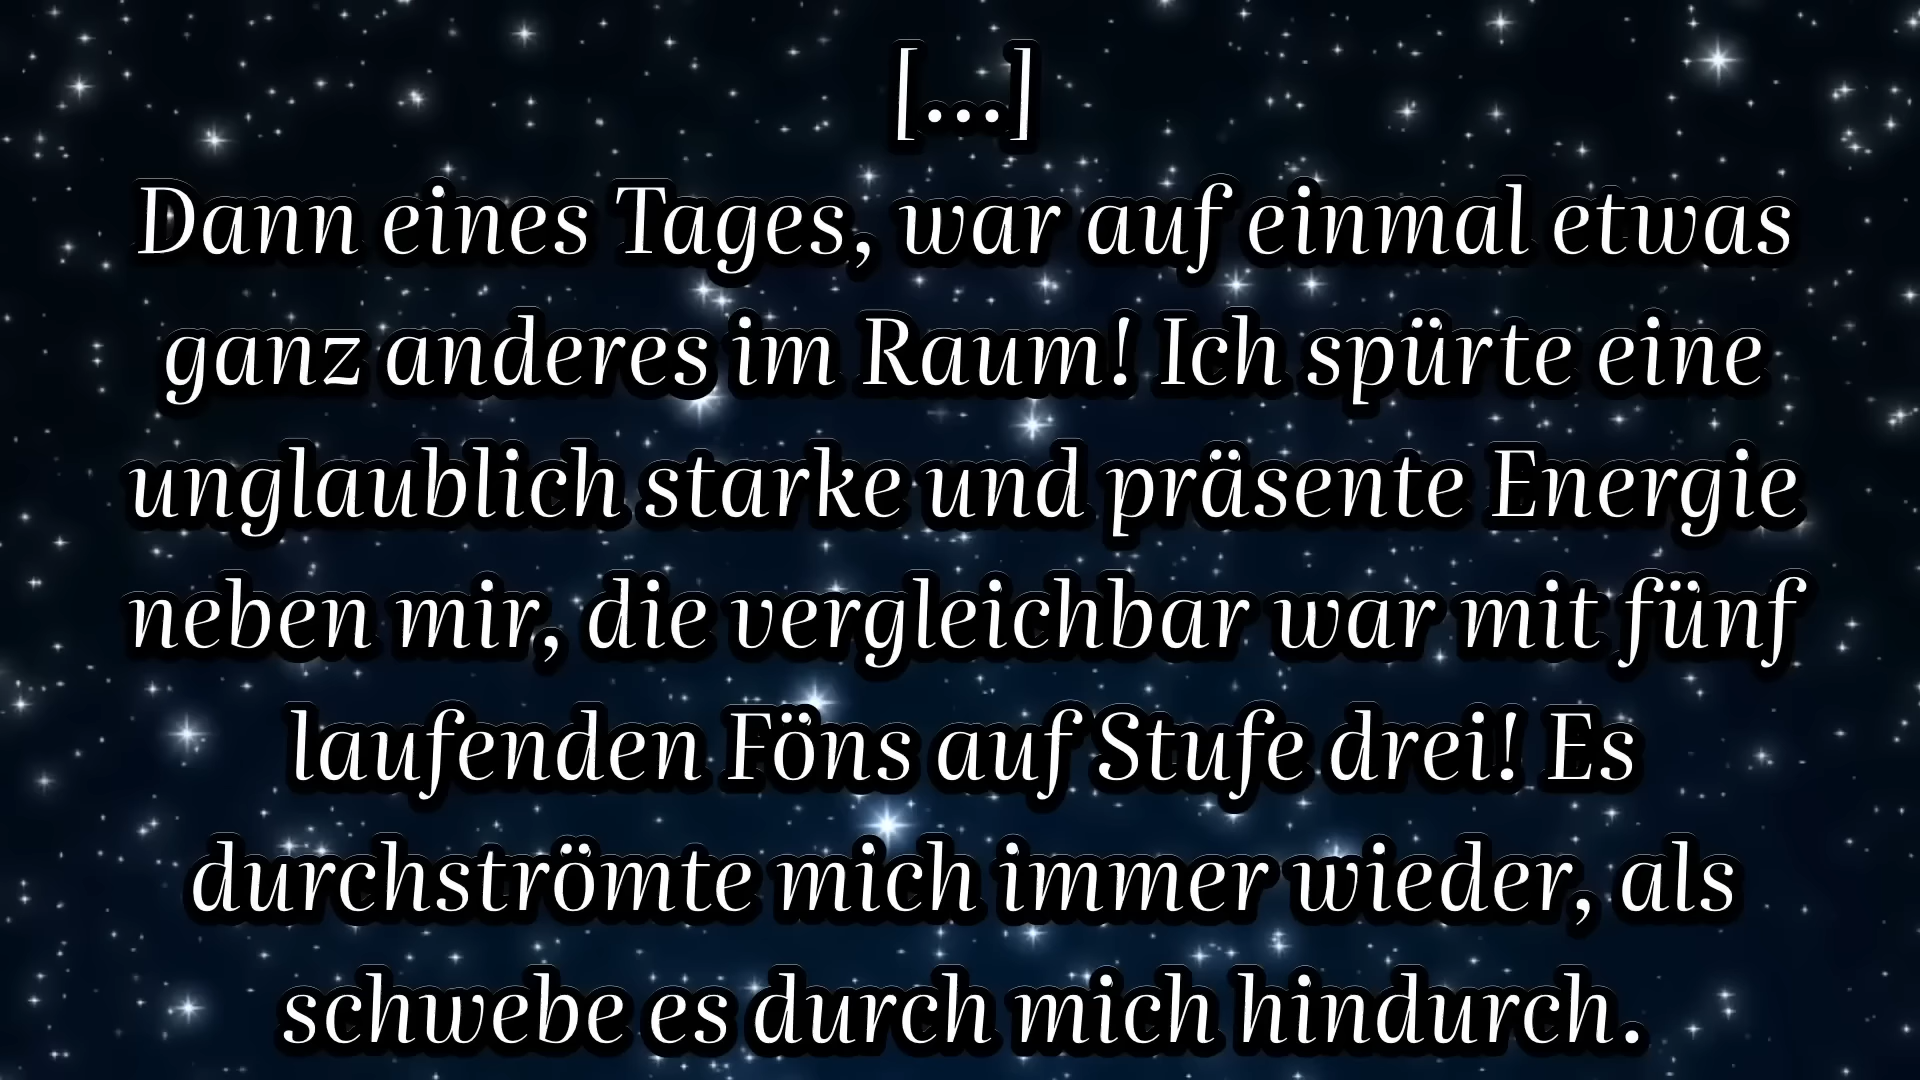 [...]
Dann eines Tages, war auf einmal etwas
ganz anderes im Raum! Ich spürte eine
unglaublich starke und präsente Energie
neben mir, die vergleichbar war mit fünf
laufenden Föns auf Stufe drei! Es
durchströmte mich immer wieder, als
schwebe es durch mich hindurch.